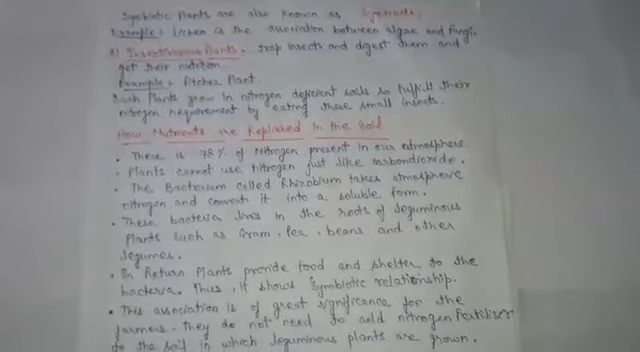 Symbiotic Plants are also known as Symbionts.
Example: Lichen is the association between algae and fungi.
4) Insectivorous Plants - trap insects and digest them and
get their nutrition.
Example - Pitcher Plant
Such Plants grow in nitrogen deficient soils so fulfill their
nitrogen requirement by eating these small insects.
How Nutrients are Replished In the Soil
• There is 78% of Nitrogen present in our atmosphere.
• Plants cannot use Nitrogen just like carbondioxide.
• The Bacterium called Rhizobium takes atmospheric
nitrogen and convert it into a soluble form.
• These bacteria lives in the roots of leguminous
Plants such as Gram, Pea, beans and other
legumes.
• In Return Plants provide food and shelter to the
bacteria. Thus, It shows Symbiotic relationship.
• This association is of great significance for the
farmers. They do not need to add nitrogen fertiliser
to the soil in which leguminous plants are grown.